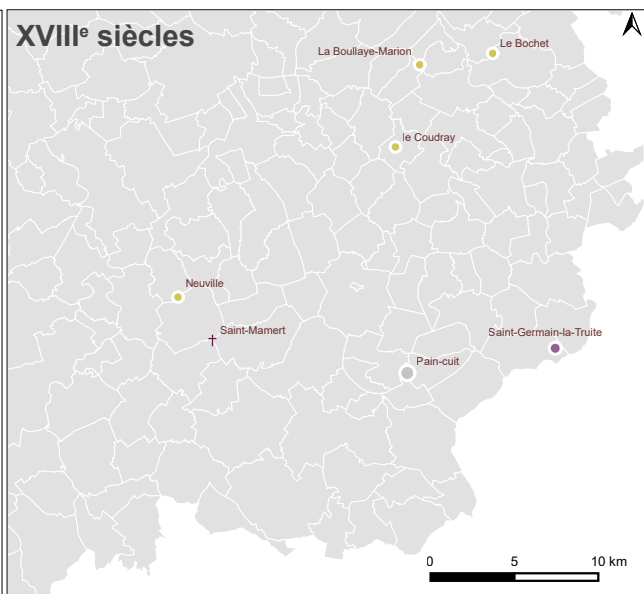 XVIIIᵉ siècles
La Boullaye-Marion
Le Bochet
le Coudray
Neuville
Saint-Mamert
Saint-Germain-la-Truite
Pain-cuit
0 5 10 km